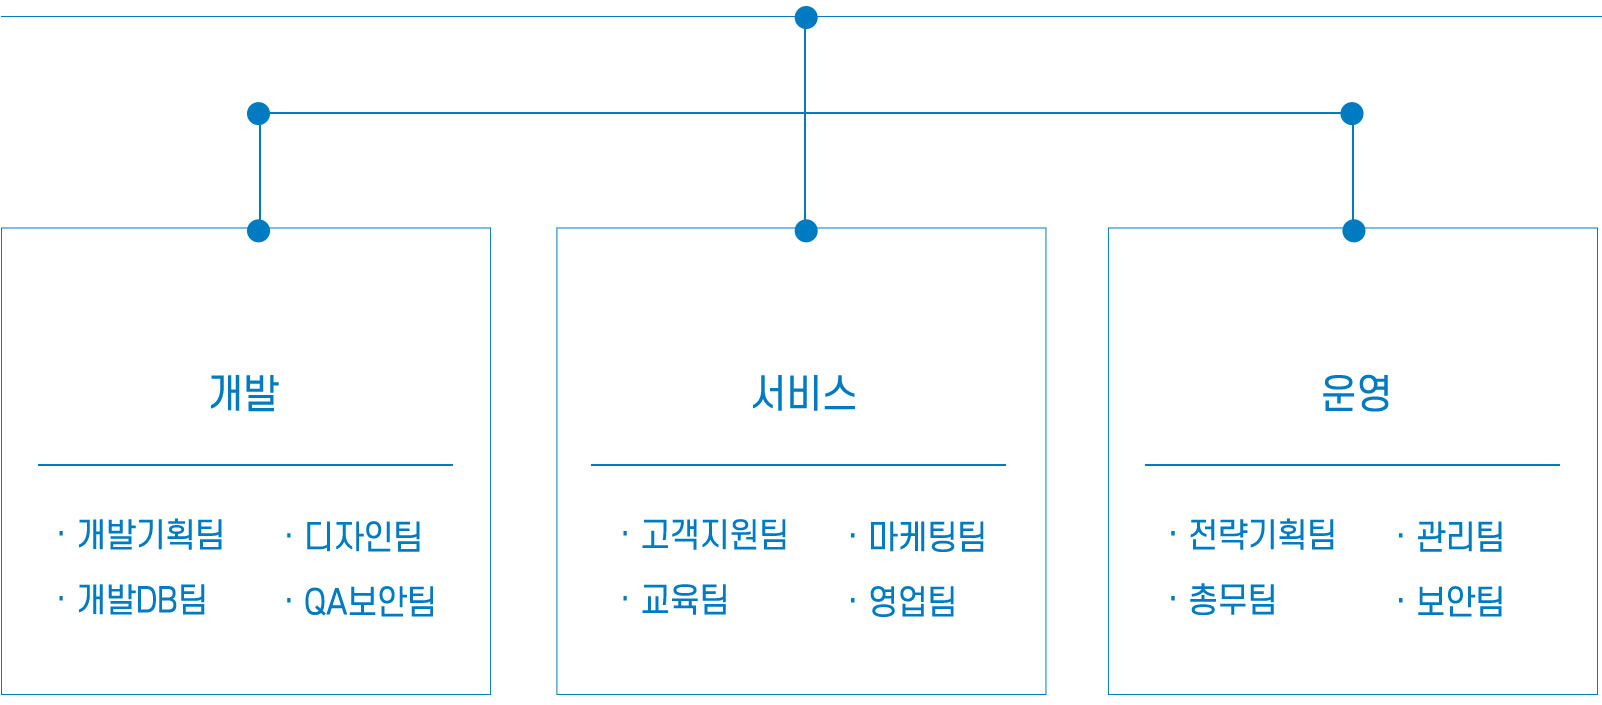 개발
· 개발기획팀
· 디자인팀
· 개발DB팀
· QA보안팀
서비스
· 고객지원팀
· 마케팅팀
· 교육팀
· 영업팀
운영
· 전략기획팀
· 관리팀
· 총무팀
· 보안팀